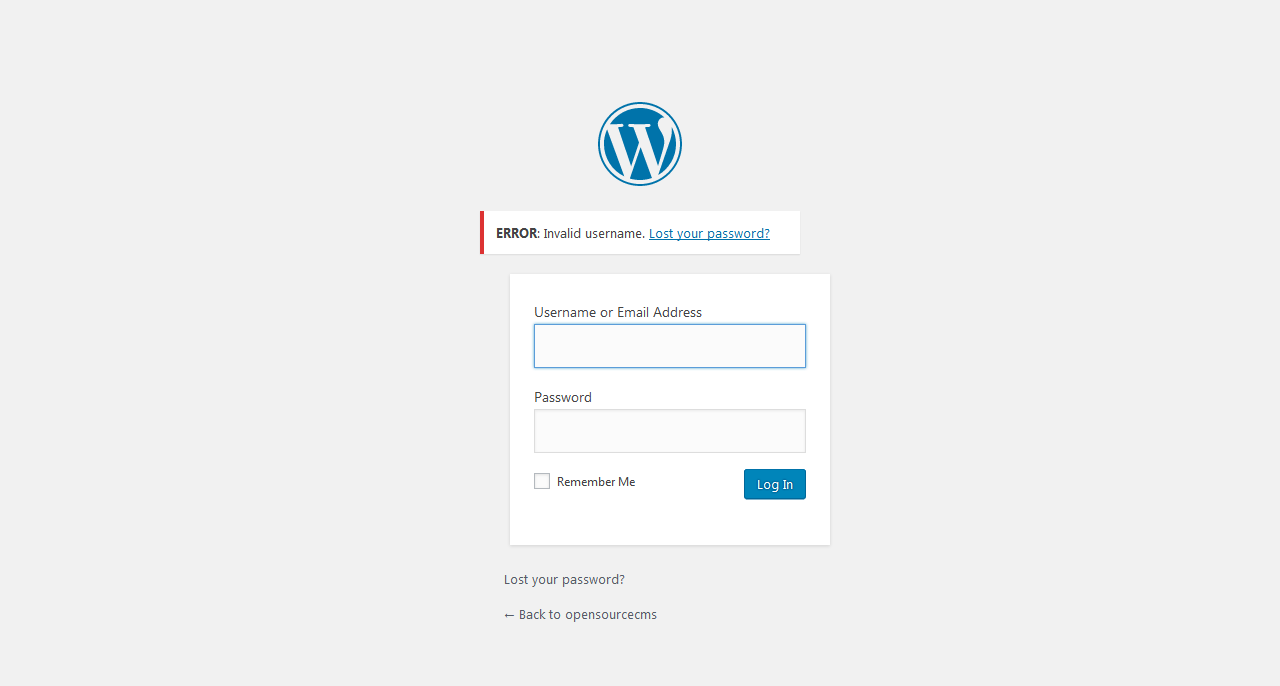 ERROR: Invalid username. Lost your password?
Username or Email Address
Password
Remember Me
Log In
Lost your password?
← Back to opensourcecms